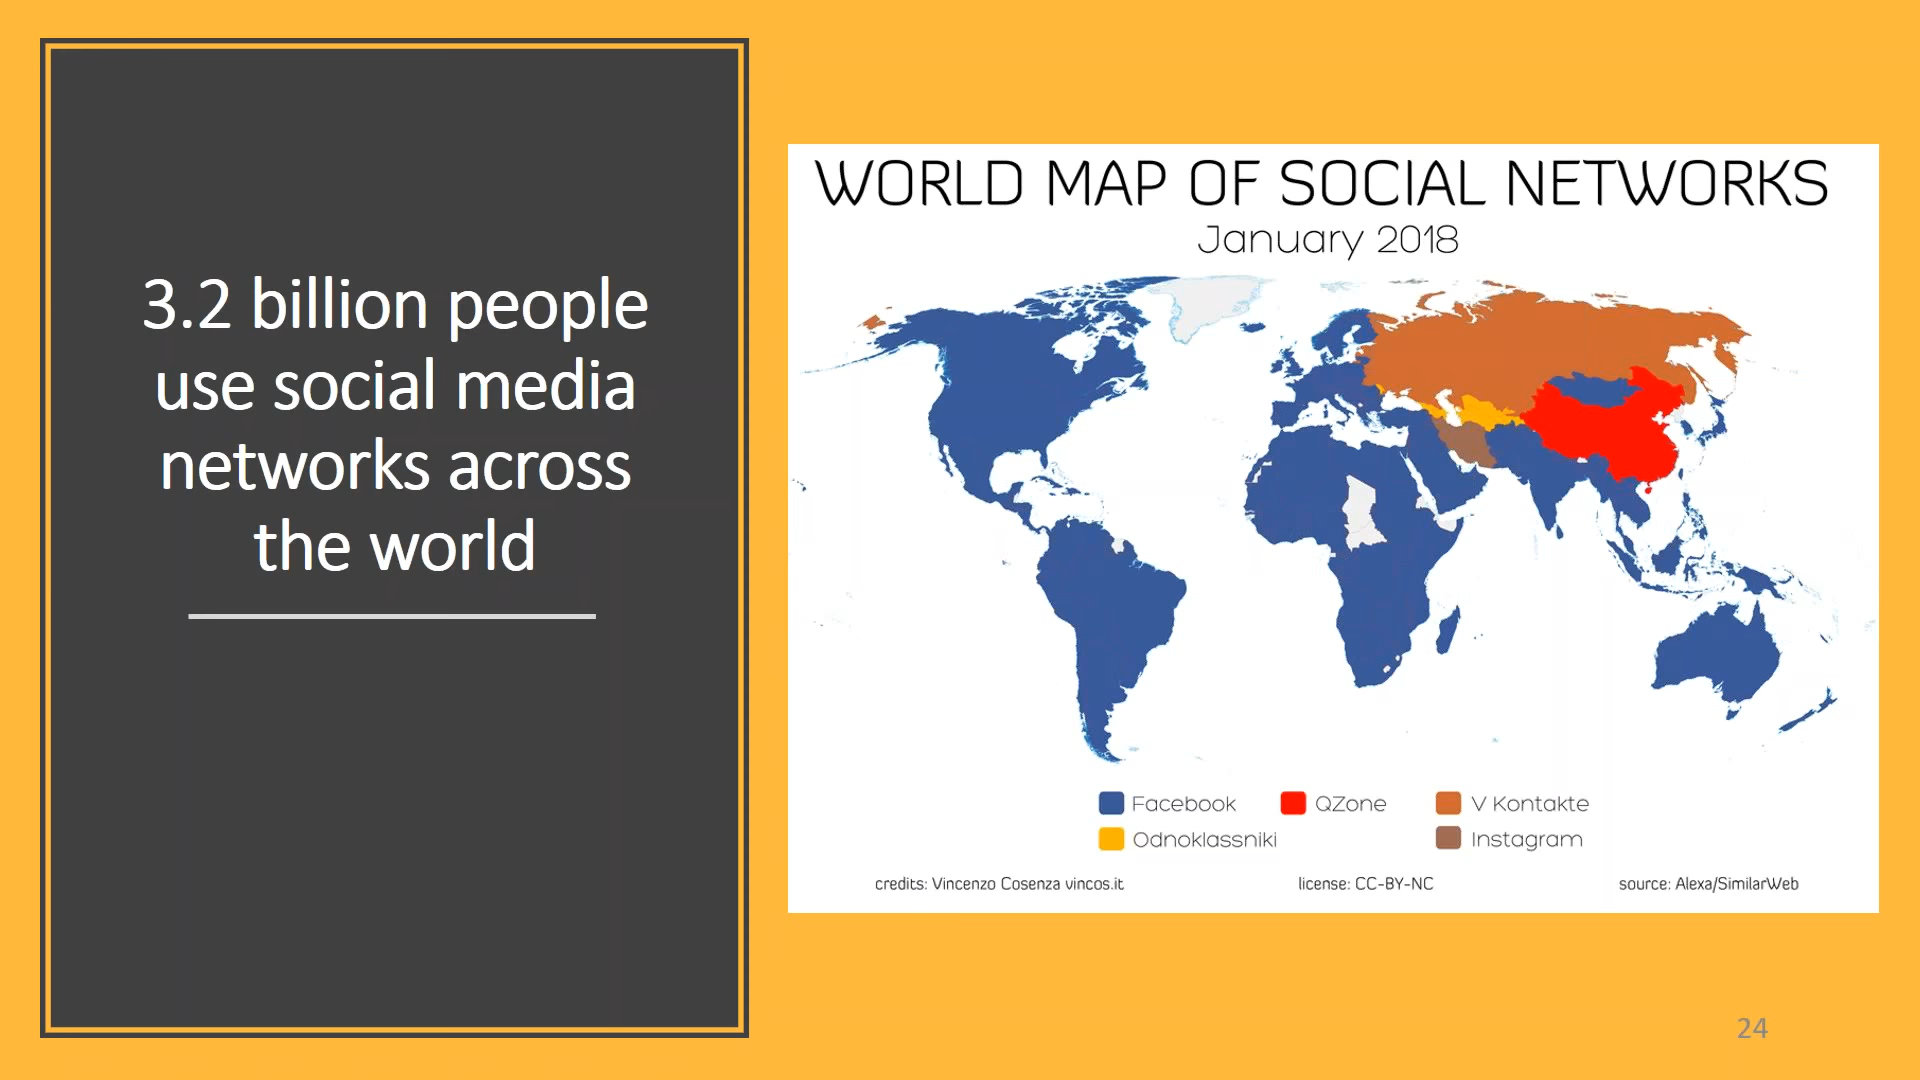 3.2 billion people
use social media
networks across
the world
WORLD MAP OF SOCIAL NETWORKS
January 2018
Facebook
QZone
V Kontakte
Odnoklassniki
Instagram
credits: Vincenzo Cosenza vincos.it
license: CC-BY-NC
source: Alexa/SimilarWeb
24